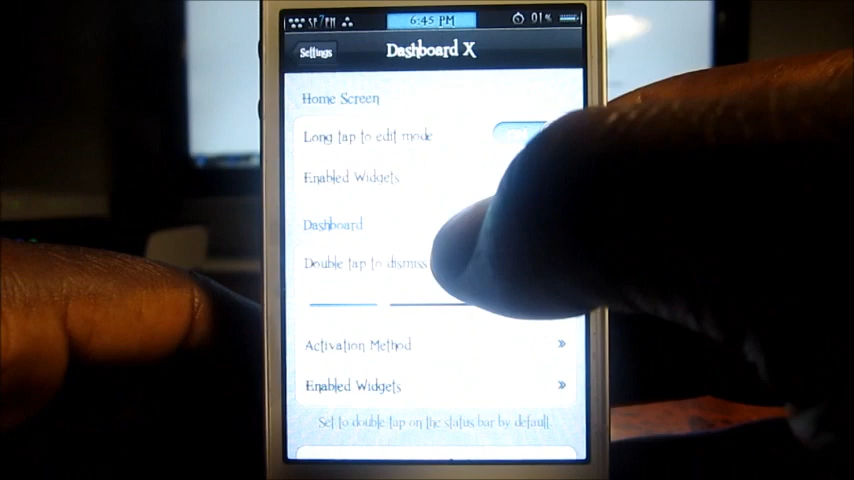 6:45 PM
01%
Settings
Dashboard X
Home Screen
Long tap to edit mode
Enabled Widgets
Dashboard
Double tap to dismiss
Activation Method
Enabled Widgets
Set to double tap on the status bar by default.